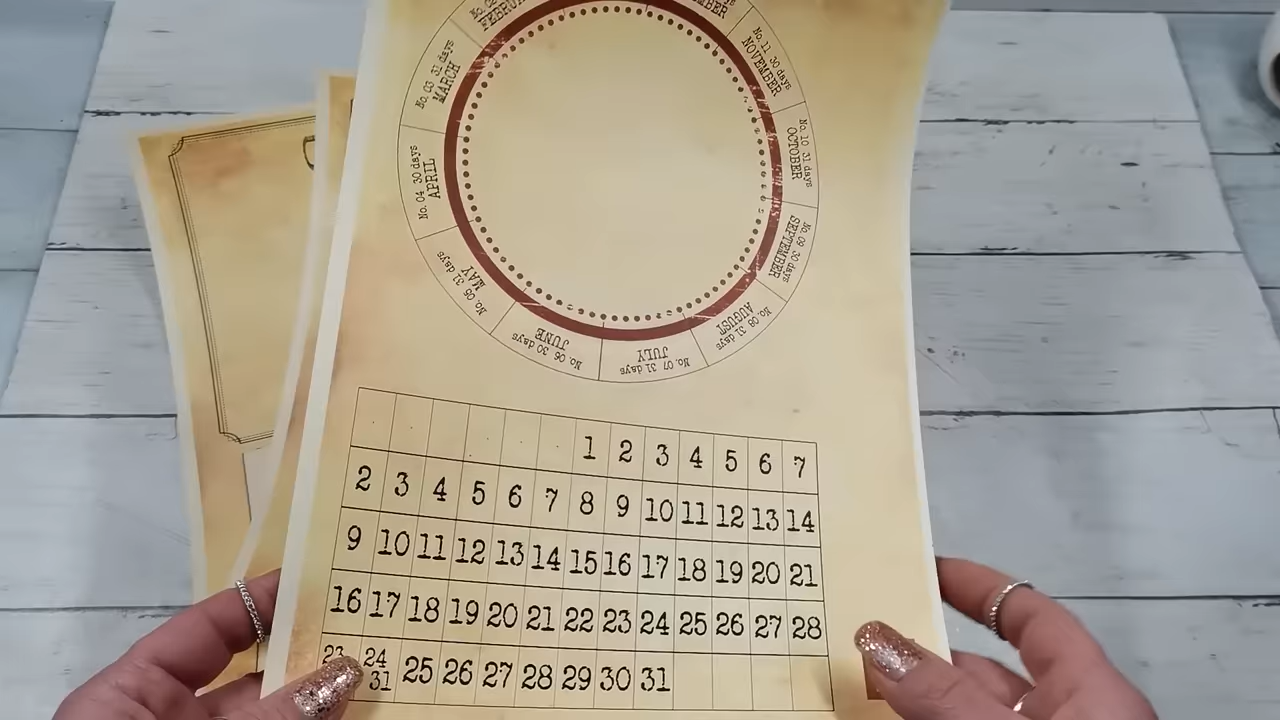 No. 03 31 days
MARCH
No. 04 30 days
APRIL
No. 05 31 days
MAY
No. 06 30 days
JUNE
No. 07 31 days
JULY
No. 08 31 days
AUGUST
No. 09 30 days
SEPTEMBER
No. 10 31 days
OCTOBER
No. 11 30 days
NOVEMBER
1 2 3 4 5 6 7
2 3 4 5 6 7 8 9 10 11 12 13 14
9 10 11 12 13 14 15 16 17 18 19 20 21
16 17 18 19 20 21 22 23 24 25 26 27 28
23 24 31 25 26 27 28 29 30 31